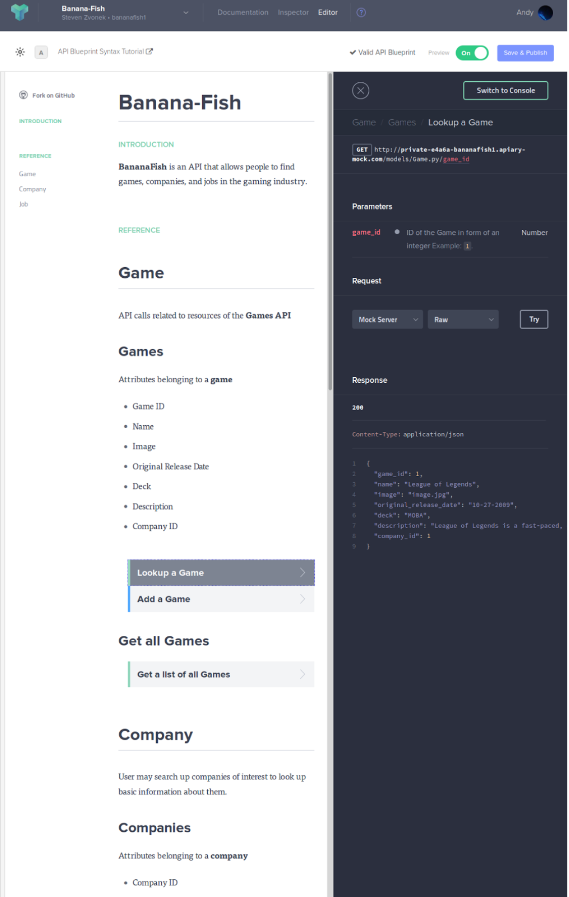 Banana-Fish
Steven Zvonek • bananafish1
Documentation Inspector Editor
Andy
A API Blueprint Syntax Tutorial
Valid API Blueprint
Preview On
Save & Publish
Fork on GitHub
INTRODUCTION
REFERENCE
Game
Company
Job
Banana-Fish
INTRODUCTION
BananaFish is an API that allows people to find
games, companies, and jobs in the gaming industry.
REFERENCE
Game
API calls related to resources of the Games API
Games
Attributes belonging to a game
Game ID
Name
Image
Original Release Date
Deck
Description
Company ID
Lookup a Game
Add a Game
Get all Games
Get a list of all Games
Company
User may search up companies of interest to look up
basic information about them.
Companies
Attributes belonging to a company
Company ID
Switch to Console
Game Games Lookup a Game
GET http://private-e4a6a-bananafish1.apiary-
mock.com/models/Game.py/game_id
Parameters
game_id ID of the Game in form of an Number
integer Example: 1
Request
Mock Server Raw Try
Response
200
Content-Type: application/json
1 {
2 "game_id": 1,
3 "name": "League of Legends",
4 "image": "image.jpg",
5 "original_release_date": "10-27-2009",
6 "deck": "MOBA",
7 "description": "League of Legends is a fast-paced,
8 "company_id": 1
9 }